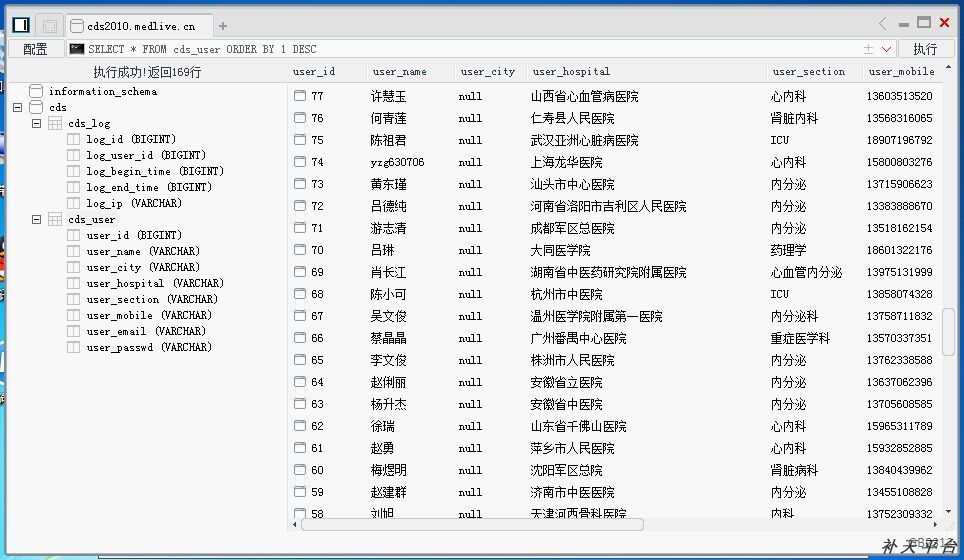 cds2010.medlive.cn
配置 SELECT * FROM cds_user ORDER BY 1 DESC 执行
执行成功!返回169行
information_schema
cds
cds_log
log_id (BIGINT)
log_user_id (BIGINT)
log_begin_time (BIGINT)
log_end_time (BIGINT)
log_ip (VARCHAR)
cds_user
user_id (BIGINT)
user_name (VARCHAR)
user_city (VARCHAR)
user_hospital (VARCHAR)
user_section (VARCHAR)
user_mobile (VARCHAR)
user_email (VARCHAR)
user_passwd (VARCHAR)
user_id user_name user_city user_hospital user_section user_mobile
77 许慧玉 null 山西省心血管病医院 心内科 13603513520
76 何青莲 null 仁寿县人民医院 肾脏内科 13568316065
75 陈祖君 null 武汉亚洲心脏病医院 ICU 18907196792
74 yzg630706 null 上海龙华医院 心内科 15800803276
73 黄东瑾 null 汕头市中心医院 内分泌 13715906623
72 吕德纯 null 河南省洛阳市吉利区人民医院 内分泌 13383888670
71 游志清 null 成都军区总医院 内分泌 13518162154
70 吕琳 null 大同医学院 药理学 18601322176
69 肖长江 null 湖南省中医药研究院附属医院 心血管内分泌 13975131999
68 陈小可 null 杭州市中医院 ICU 13858074328
67 吴文俊 null 温州医学院附属第一医院 内分泌科 13758711832
66 蔡晶晶 null 广州番禺中心医院 重症医学科 13570337351
65 李文俊 null 株洲市人民医院 内分泌 13762338588
64 赵俐丽 null 安徽省立医院 内分泌 13637062396
63 杨升杰 null 安徽省中医院 内分泌 13705608585
62 徐瑞 null 山东省千佛山医院 心内科 15965311789
61 赵勇 null 萍乡市人民医院 心内科 15932852885
60 梅煜明 null 沈阳军区总院 肾脏病科 13840439962
59 赵建群 null 济南市中医医院 内分泌 13455108828
58 刘旭 null 天津河西骨科医院 内科 13752309332
补天平台